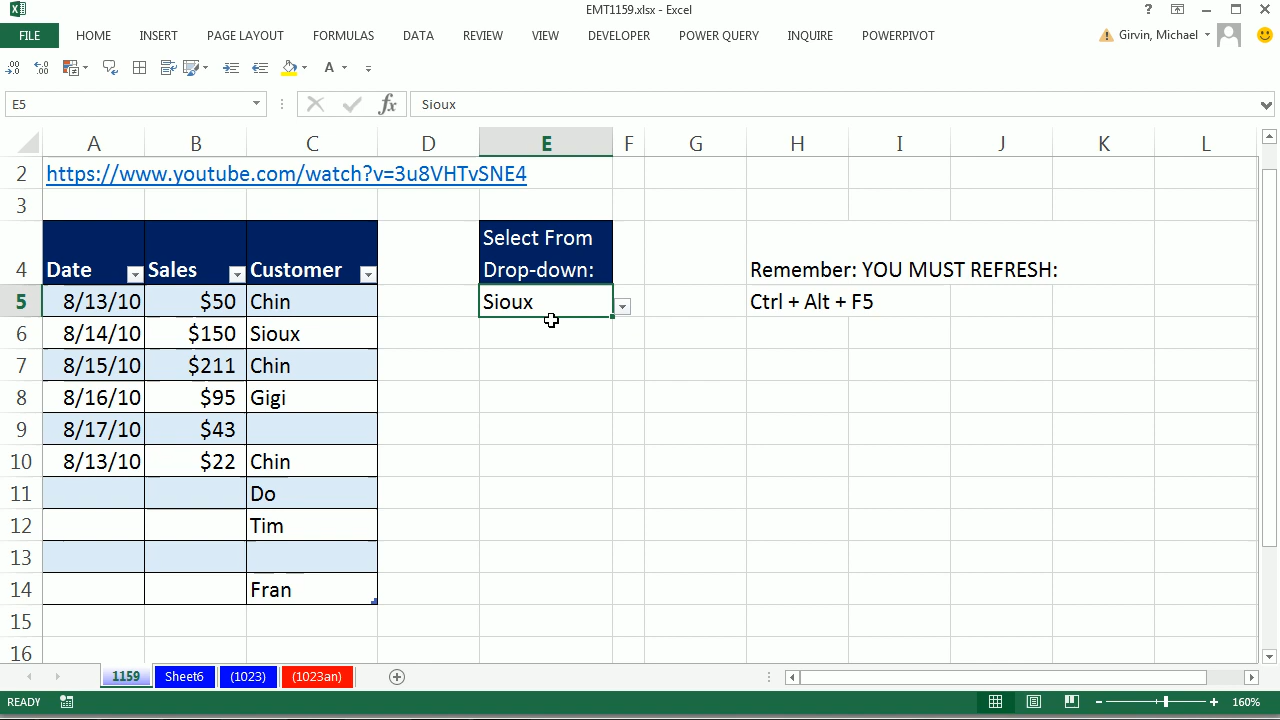 EMT1159.xlsx - Excel
?
FILE HOME INSERT PAGE LAYOUT FORMULAS DATA REVIEW VIEW DEVELOPER POWER QUERY INQUIRE POWERPIVOT Girvin, Michael
E5 fx Sioux
A B C D E F G H I J K L
2 https://www.youtube.com/watch?v=3u8VHTvSNE4
3
Select From
4 Date Sales Customer Drop-down: Remember: YOU MUST REFRESH:
5 8/13/10 $50 Chin Sioux Ctrl + Alt + F5
6 8/14/10 $150 Sioux
7 8/15/10 $211 Chin
8 8/16/10 $95 Gigi
9 8/17/10 $43
10 8/13/10 $22 Chin
11 Do
12 Tim
13
14 Fran
15
16
1159 Sheet6 (1023) (1023an)
READY 160%